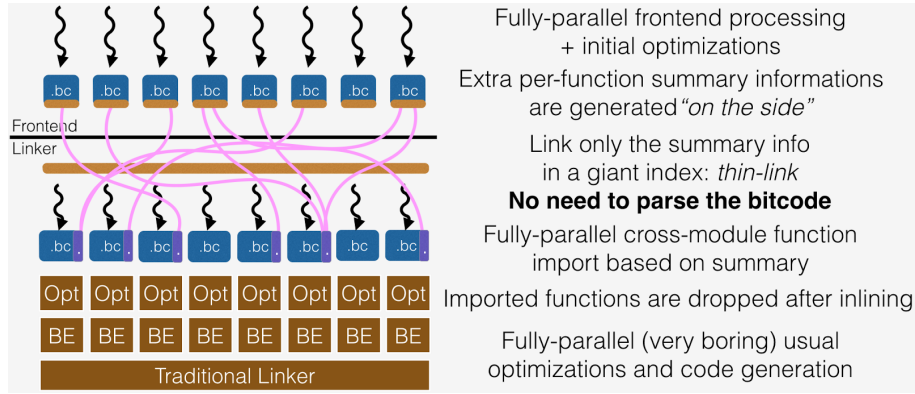 Fully-parallel frontend processing
+ initial optimizations
.bc .bc .bc .bc .bc .bc .bc .bc
Extra per-function summary informations
are generated "on the side"
Frontend
Linker
Link only the summary info
in a giant index: thin-link
No need to parse the bitcode
.bc .bc .bc .bc .bc .bc .bc .bc
Fully-parallel cross-module function
import based on summary
Opt Opt Opt Opt Opt Opt Opt Opt
Imported functions are dropped after inlining
BE BE BE BE BE BE BE BE
Fully-parallel (very boring) usual
optimizations and code generation
Traditional Linker